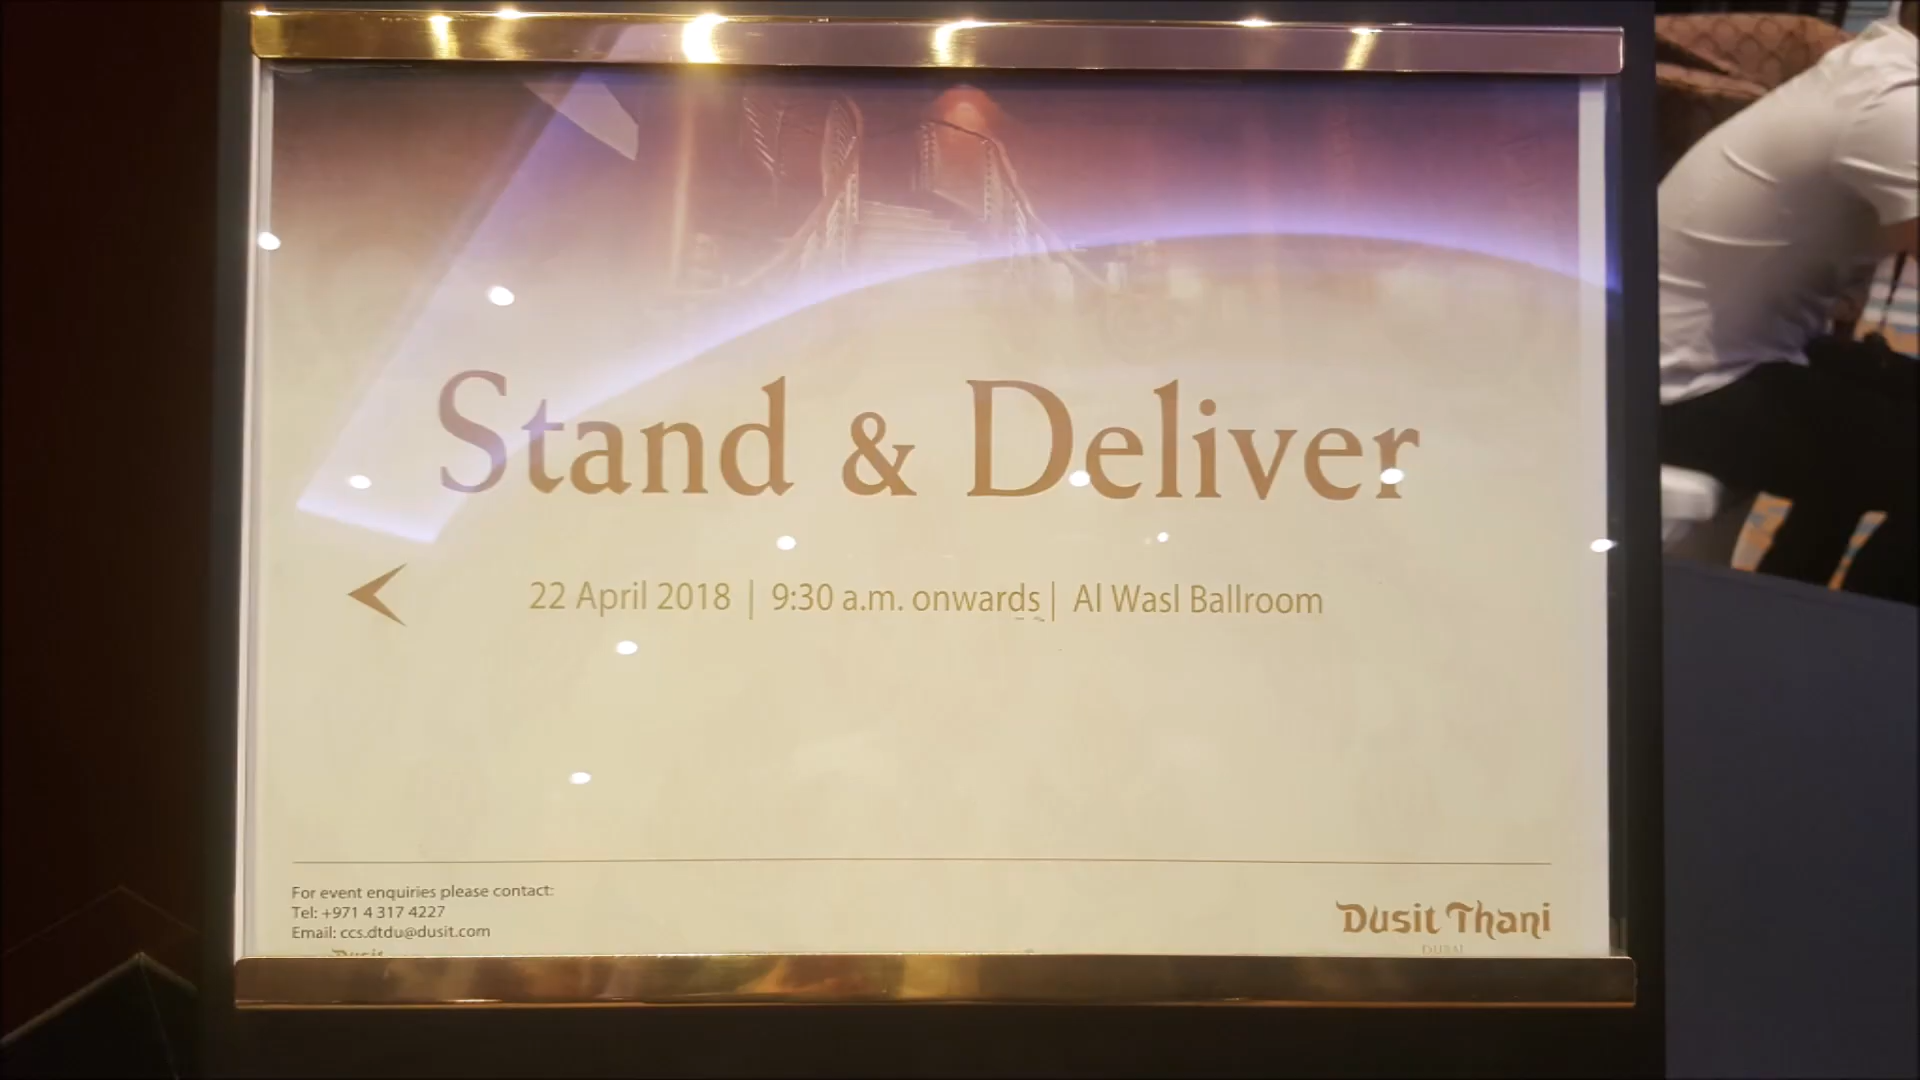 Stand & Deliver
22 April 2018 | 9:30 a.m. onwards | Al Wasl Ballroom
For event enquiries please contact:
Tel: +971 4 317 4227
Email: ccs.dtdu@dusit.com
Dusit Thani
DUBAI